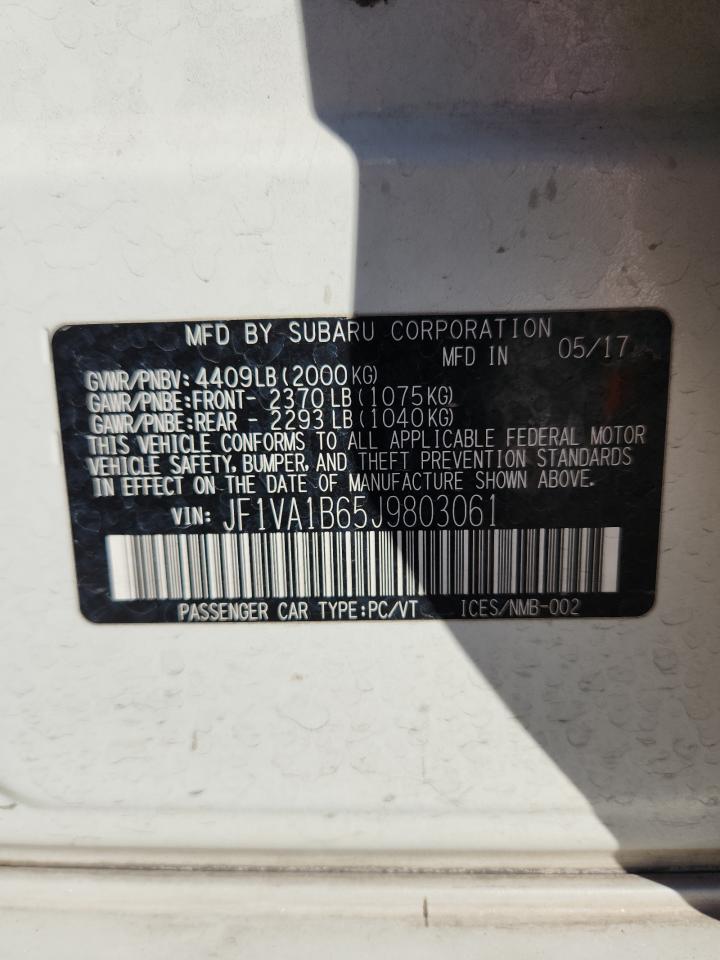 MFD BY SUBARU CORPORATION
MFD IN 05/17
GVWR/PNBV: 4409LB(2000KG)
GAWR/PNBE:FRONT- 2370LB(1075KG)
GAWR/PNBE:REAR - 2293LB(1040KG)
THIS VEHICLE CONFORMS TO ALL APPLICABLE FEDERAL MOTOR
VEHICLE SAFETY, BUMPER, AND THEFT PREVENTION STANDARDS
IN EFFECT ON THE DATE OF MANUFACTURE SHOWN ABOVE.
VIN: JF1VA1B65J9803061
PASSENGER CAR TYPE:PC/VT ICES/NMB-002